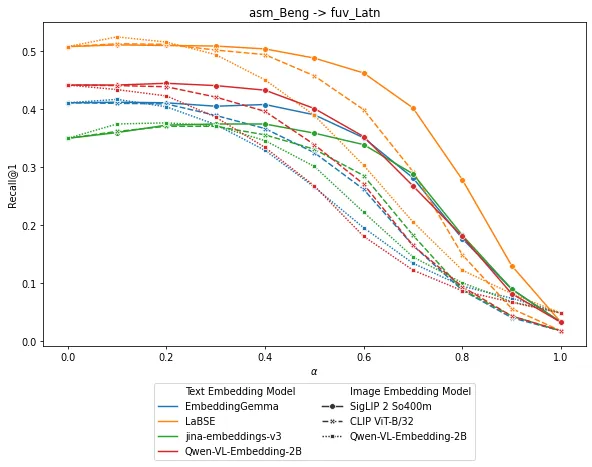 asm_Beng -> fuv_Latn
Recall@1
0.5
0.4
0.3
0.2
0.1
0.0
0.0 0.2 0.4 0.6 0.8 1.0
α
Text Embedding Model Image Embedding Model
EmbeddingGemma SigLIP 2 So400m
LaBSE CLIP ViT-B/32
jina-embeddings-v3 Qwen-VL-Embedding-2B
Qwen-VL-Embedding-2B